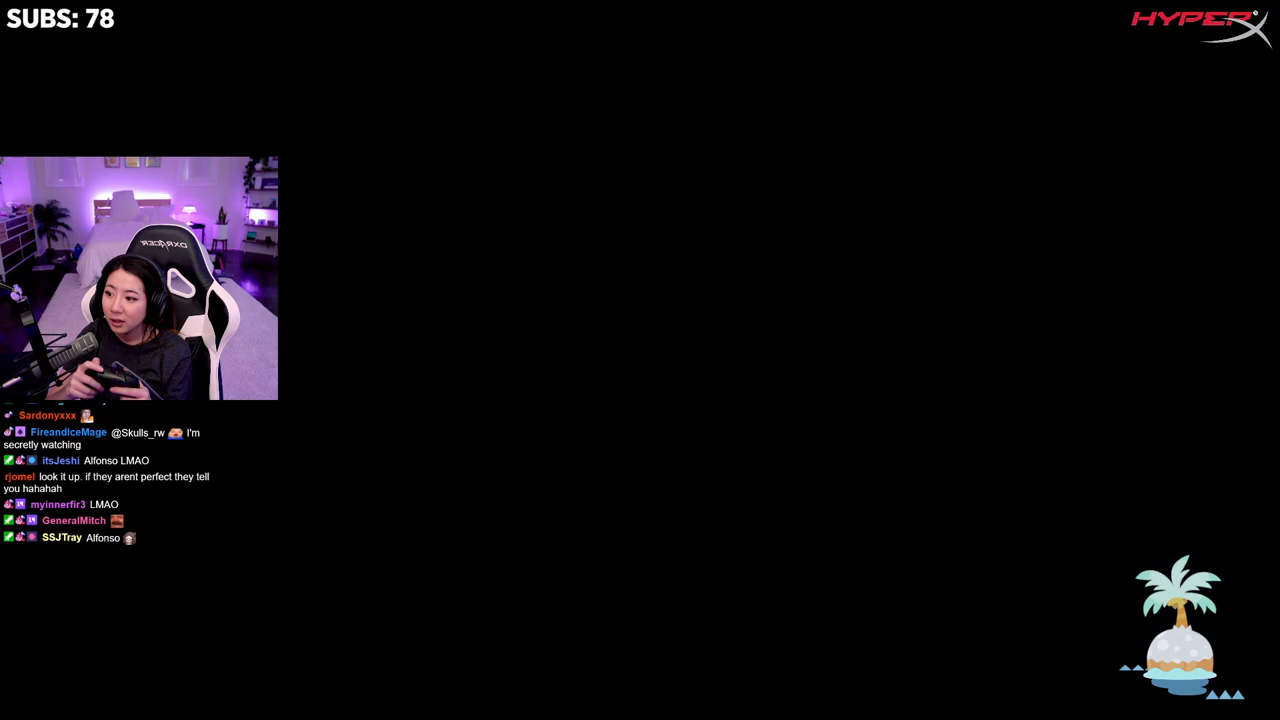 SUBS: 78
HYPERX
DXRACER
Sardonyxxx
FireandIceMage @Skulls_rw I'm
secretly watching
itsJeshi Alfonso LMAO
rjomel look it up. if they arent perfect they tell
you hahahah
myinnerfir3 LMAO
GeneralMitch
SSJTray Alfonso